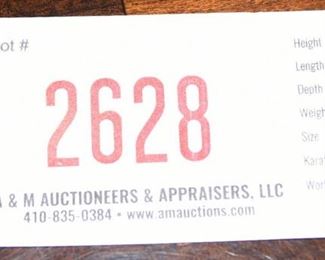 ot #
2628
A & M AUCTIONEERS & APPRAISERS, LLC
410-835-0384 • www.amauctions.com
Height
Length
Depth
Weigh
Size
Kara
Wor